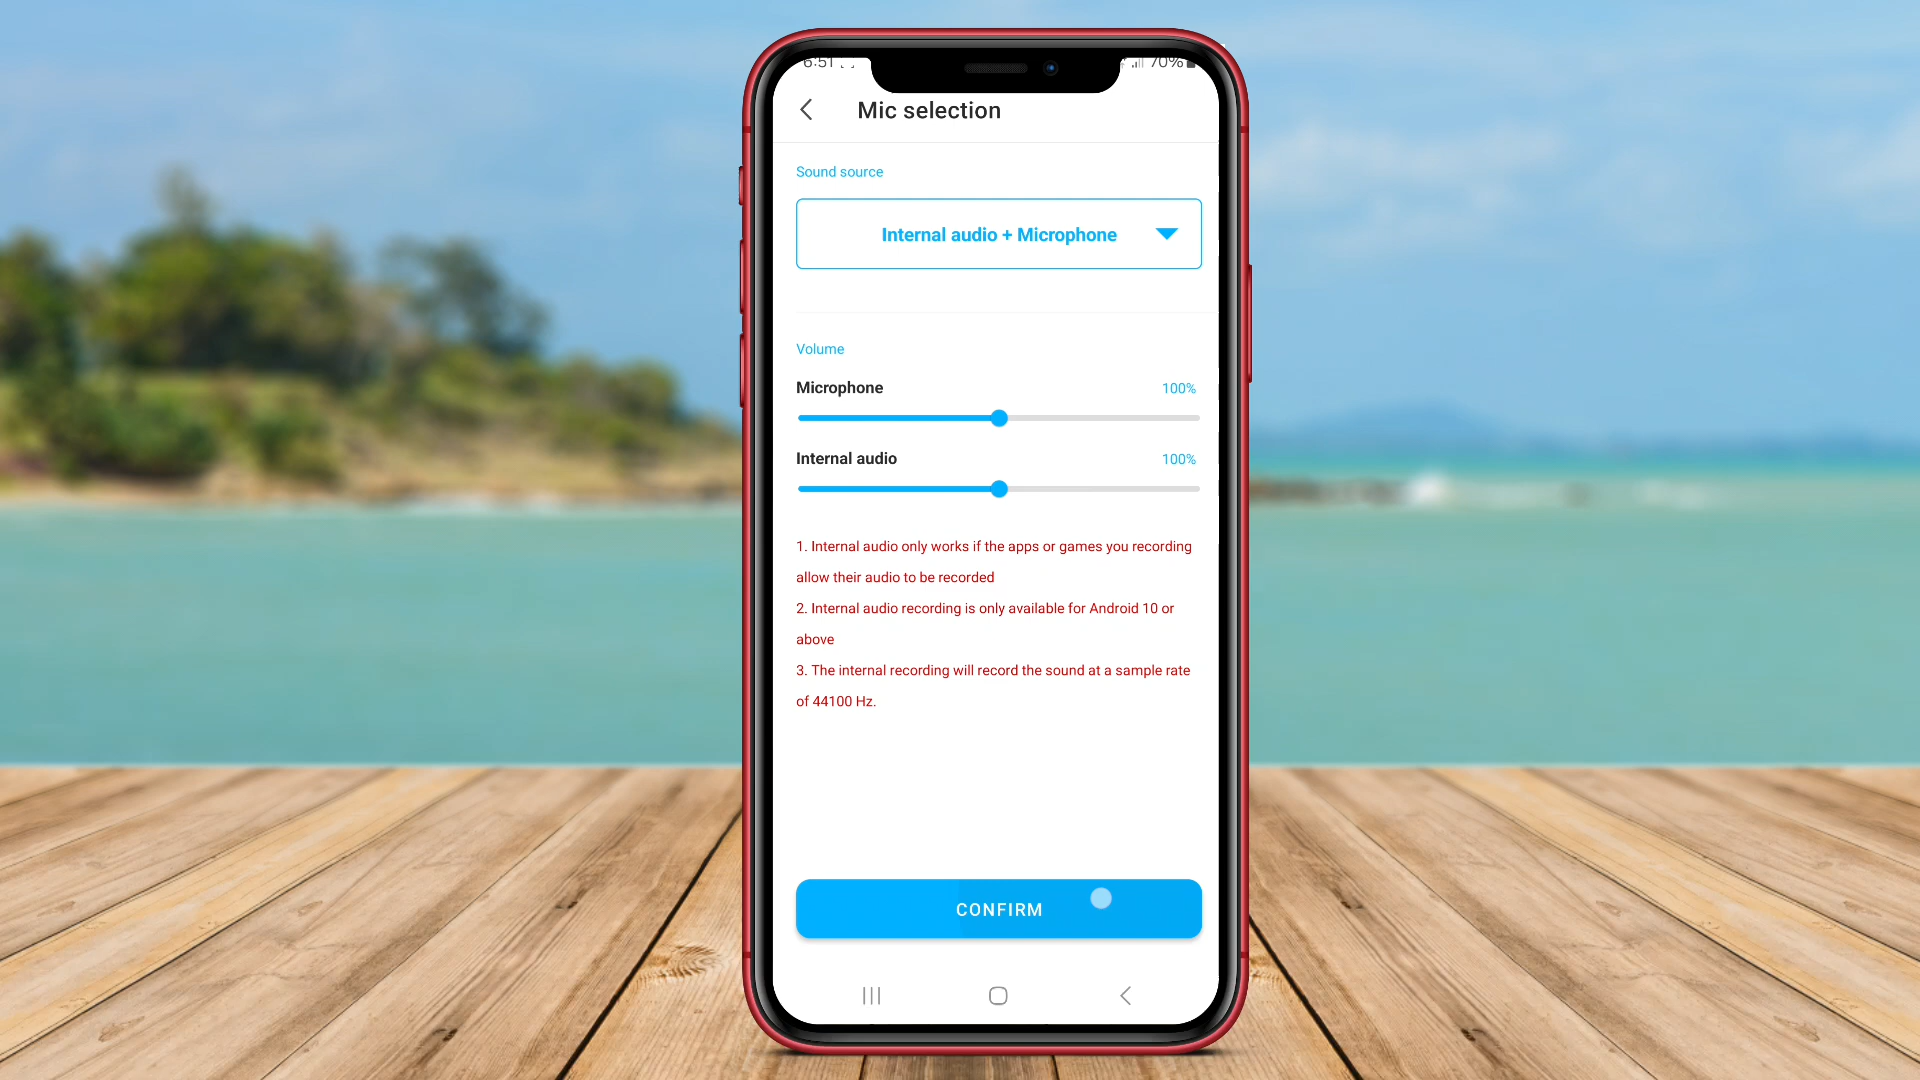 6:51 70%
Mic selection
Sound source
Internal audio + Microphone
Volume
Microphone 100%
Internal audio 100%
1. Internal audio only works if the apps or games you recording
allow their audio to be recorded
2. Internal audio recording is only available for Android 10 or
above
3. The internal recording will record the sound at a sample rate
of 44100 Hz.
CONFIRM